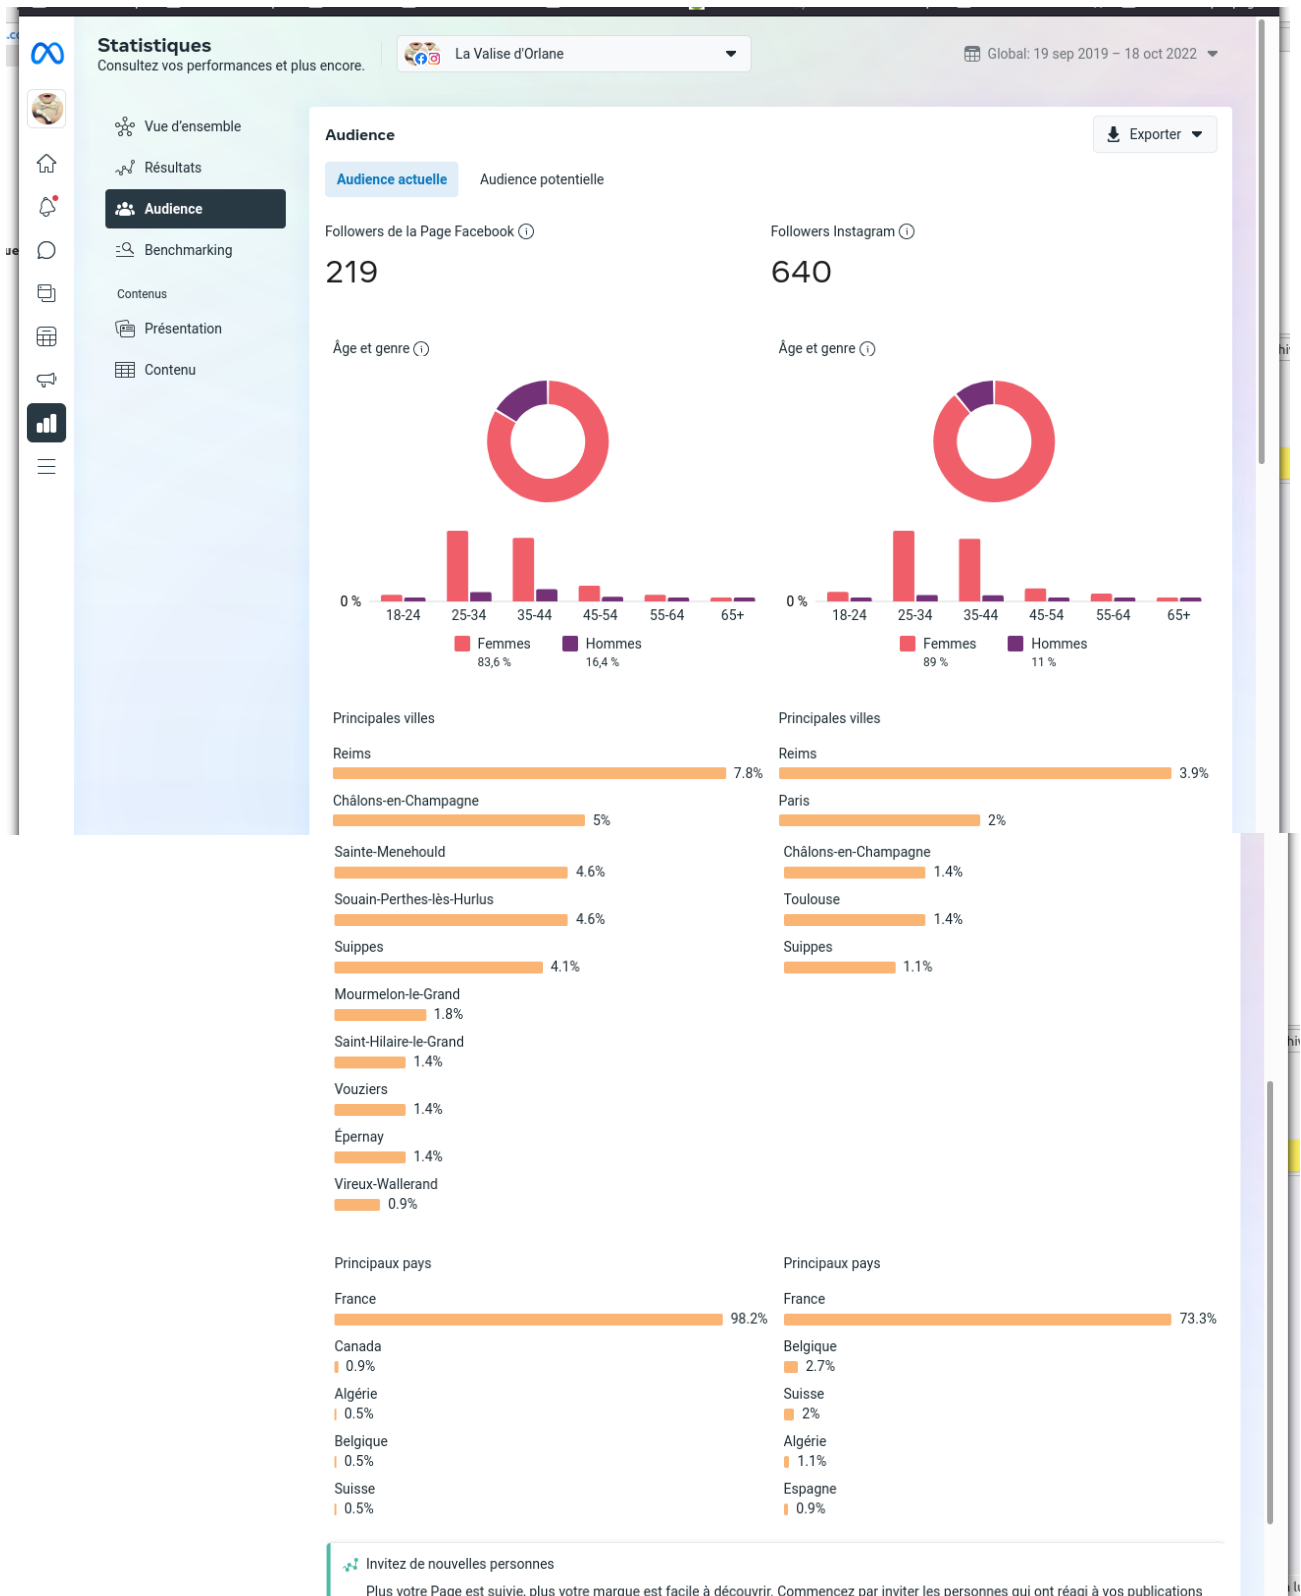 Statistiques
Consultez vos performances et plus encore.
La Valise d'Orlane
Global: 19 sep 2019 – 18 oct 2022
Vue d'ensemble
Résultats
Audience
Benchmarking
Contenus
Présentation
Contenu
Audience
Exporter
Audience actuelle
Audience potentielle
Followers de la Page Facebook
219
Followers Instagram
640
Âge et genre
0 %
18-24 25-34 35-44 45-54 55-64 65+
Femmes
83,6 %
Hommes
16,4 %
Âge et genre
0 %
18-24 25-34 35-44 45-54 55-64 65+
Femmes
89 %
Hommes
11 %
Principales villes
Reims
7.8%
Châlons-en-Champagne
5%
Sainte-Menehould
4.6%
Souain-Perthes-lès-Hurlus
4.6%
Suippes
4.1%
Mourmelon-le-Grand
1.8%
Saint-Hilaire-le-Grand
1.4%
Vouziers
1.4%
Épernay
1.4%
Vireux-Wallerand
0.9%
Principales villes
Reims
3.9%
Paris
2%
Châlons-en-Champagne
1.4%
Toulouse
1.4%
Suippes
1.1%
Principaux pays
France
98.2%
Canada
0.9%
Algérie
0.5%
Belgique
0.5%
Suisse
0.5%
Principaux pays
France
73.3%
Belgique
2.7%
Suisse
2%
Algérie
1.1%
Espagne
0.9%
Invitez de nouvelles personnes
Plus votre Page est suivie, plus votre marque est facile à découvrir. Commencez par inviter les personnes qui ont réagi à vos publications